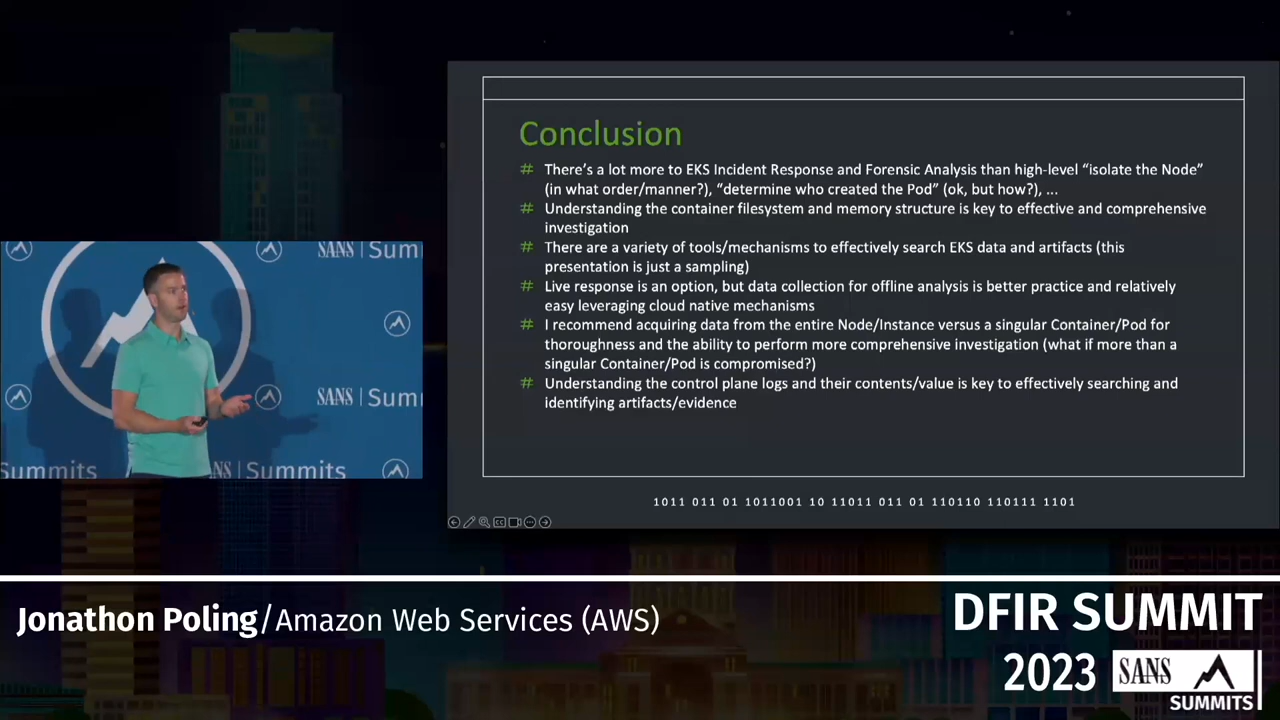 Conclusion
# There's a lot more to EKS Incident Response and Forensic Analysis than high-level “isolate the Node”
(in what order/manner?), “determine who created the Pod” (ok, but how?), ...
# Understanding the container filesystem and memory structure is key to effective and comprehensive
investigation
# There are a variety of tools/mechanisms to effectively search EKS data and artifacts (this
presentation is just a sampling)
# Live response is an option, but data collection for offline analysis is better practice and relatively
easy leveraging cloud native mechanisms
# I recommend acquiring data from the entire Node/Instance versus a singular Container/Pod for
thoroughness and the ability to perform more comprehensive investigation (what if more than a
singular Container/Pod is compromised?)
# Understanding the control plane logs and their contents/value is key to effectively searching and
identifying artifacts/evidence
1011 011 01 1011001 10 11011 011 01 110110 110111 1101
SANS | Sum
SANS | Sum
Summits
NS | Summits
Jonathon Poling/Amazon Web Services (AWS)
DFIR SUMMIT
2023
SANS
SUMMITS